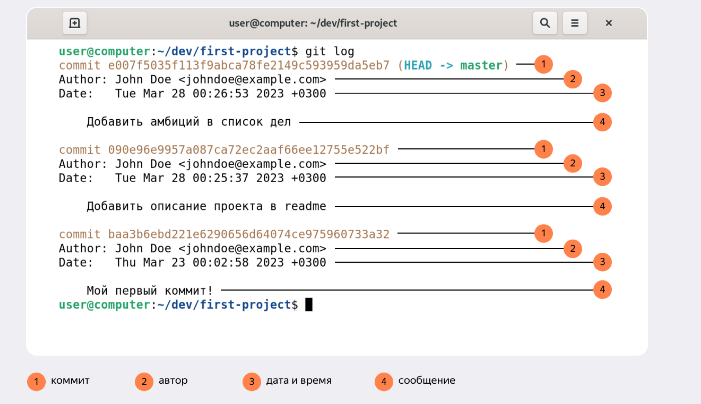 user@computer: ~/dev/first-project
user@computer:~/dev/first-project$ git log
commit e007f5035f113f9abca78fe2149c593959da5eb7 (HEAD -> master) 1
Author: John Doe <johndoe@example.com> 2
Date:   Tue Mar 28 00:26:53 2023 +0300 3
Добавить амбиций в список дел 4
commit 090e96e9957a087ca72ec2aaf66ee12755e522bf 1
Author: John Doe <johndoe@example.com> 2
Date:   Tue Mar 28 00:25:37 2023 +0300 3
Добавить описание проекта в readme 4
commit baa3b6ebd221e6290656d64074ce975960733a32 1
Author: John Doe <johndoe@example.com> 2
Date:   Thu Mar 23 00:02:58 2023 +0300 3
Мой первый коммит! 4
user@computer:~/dev/first-project$
1 коммит 2 автор 3 дата и время 4 сообщение